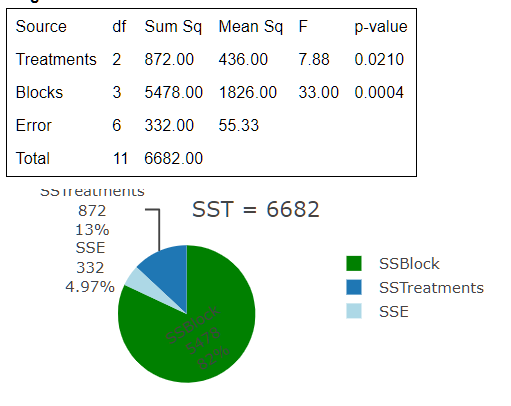 Source df Sum Sq Mean Sq F p-value
Treatments 2 872.00 436.00 7.88 0.0210
Blocks 3 5478.00 1826.00 33.00 0.0004
Error 6 332.00 55.33
Total 11 6682.00
SSTreatments
872
13%
SSE
332
4.97%
SST = 6682
SSBlock
5478
82%
SSBlock
SSTreatments
SSE